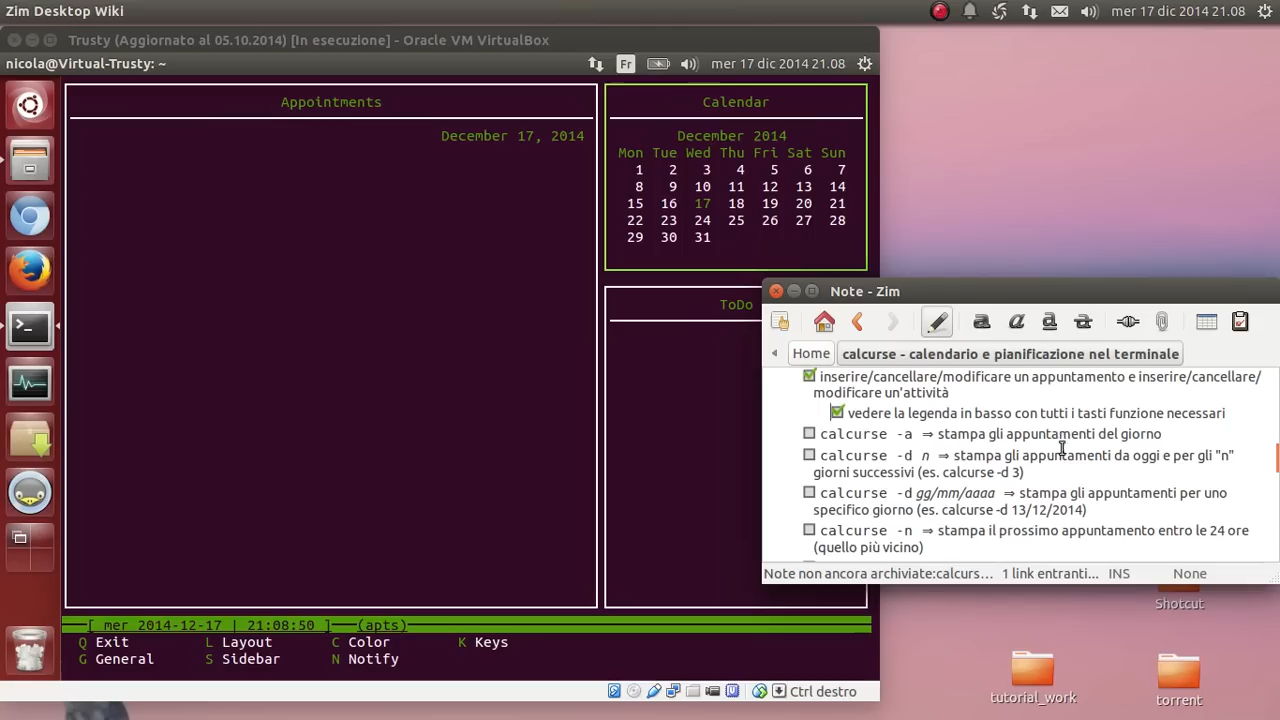 Zim Desktop Wiki
mer 17 dic 2014 21.08
Trusty (Aggiornato al 05.10.2014) [In esecuzione] - Oracle VM VirtualBox
nicola@Virtual-Trusty: ~
Fr
mer 17 dic 2014 21.08
Appointments
December 17, 2014
Calendar
December 2014
Mon Tue Wed Thu Fri Sat Sun
1 2 3 4 5 6 7
8 9 10 11 12 13 14
15 16 17 18 19 20 21
22 23 24 25 26 27 28
29 30 31
ToDo
Note - Zim
Home
calcurse - calendario e pianificazione nel terminale
inserire/cancellare/modificare un appuntamento e inserire/cancellare/
modificare un'attività
vedere la legenda in basso con tutti i tasti funzione necessari
calcurse -a ⇒ stampa gli appuntamenti del giorno
calcurse -d n ⇒ stampa gli appuntamenti da oggi e per gli "n"
giorni successivi (es. calcurse -d 3)
calcurse -d gg/mm/aaaa ⇒ stampa gli appuntamenti per uno
specifico giorno (es. calcurse -d 13/12/2014)
calcurse -n ⇒ stampa il prossimo appuntamento entro le 24 ore
(quello più vicino)
Note non ancora archiviate:calcurs... 1 link entranti... INS None
[ mer 2014-12-17 | 21:08:50 ] (apts)
Q Exit L Layout C Color K Keys
G General S Sidebar N Notify
Ctrl destro
Shotcut
tutorial_work
torrent